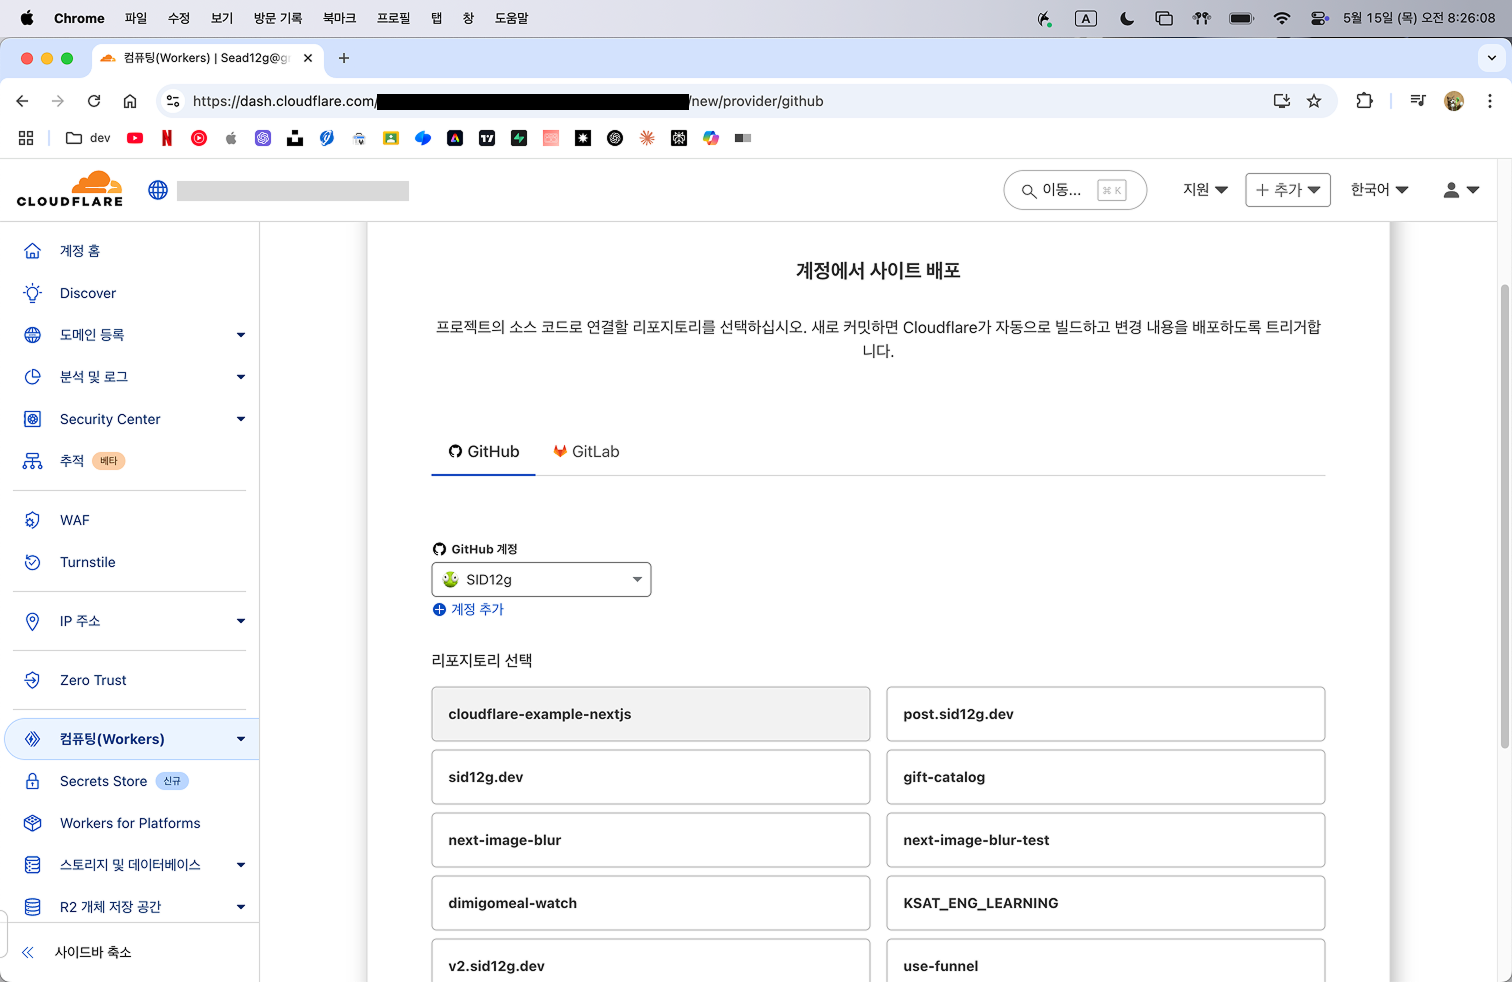 Chrome 파일 수정 보기 방문 기록 북마크 프로필 탭 창 도움말 A 5월 15일 (목) 오전 8:26:08
컴퓨팅(Workers) | Sead12g@g
https://dash.cloudflare.com/ /new/provider/github
dev
CLOUDFLARE 이동... ⌘ K 지원 + 추가 한국어
계정 홈
Discover
도메인 등록
분석 및 로그
Security Center
추적 베타
WAF
Turnstile
IP 주소
Zero Trust
컴퓨팅(Workers)
Secrets Store 신규
Workers for Platforms
스토리지 및 데이터베이스
R2 개체 저장 공간
사이드바 축소
계정에서 사이트 배포
프로젝트의 소스 코드로 연결할 리포지토리를 선택하십시오. 새로 커밋하면 Cloudflare가 자동으로 빌드하고 변경 내용을 배포하도록 트리거합
니다.
GitHub GitLab
GitHub 계정
SID12g
계정 추가
리포지토리 선택
cloudflare-example-nextjs post.sid12g.dev
sid12g.dev gift-catalog
next-image-blur next-image-blur-test
dimigomeal-watch KSAT_ENG_LEARNING
v2.sid12g.dev use-funnel